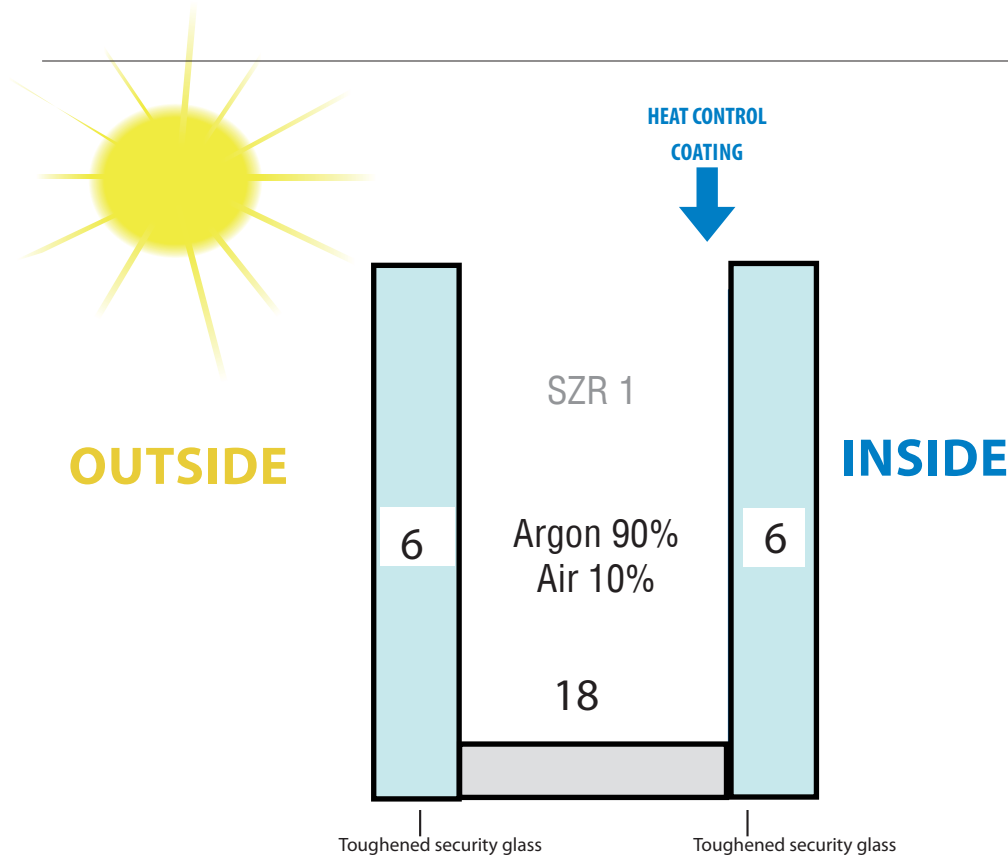 HEAT CONTROL
COATING
SZR 1
OUTSIDE
INSIDE
6
Argon 90%
Air 10%
6
18
Toughened security glass
Toughened security glass